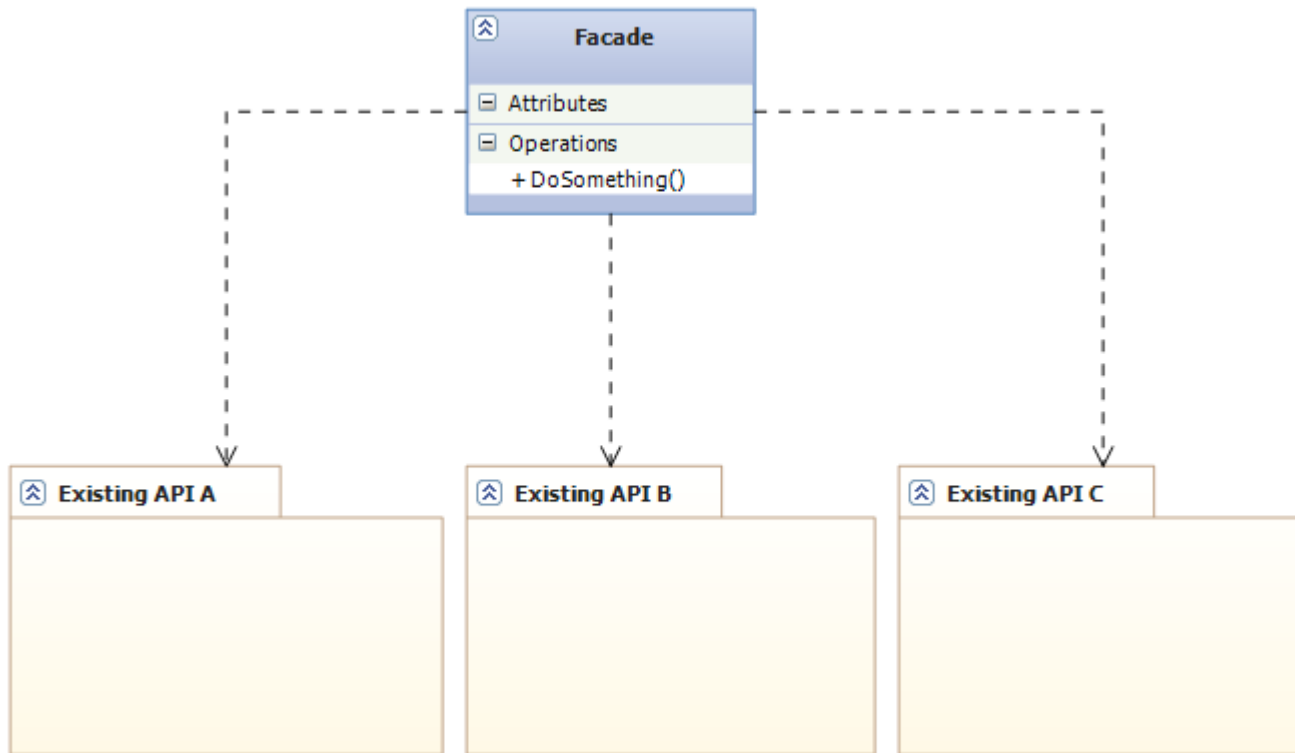 Facade
Attributes
Operations
+ DoSomething()
Existing API A
Existing API B
Existing API C